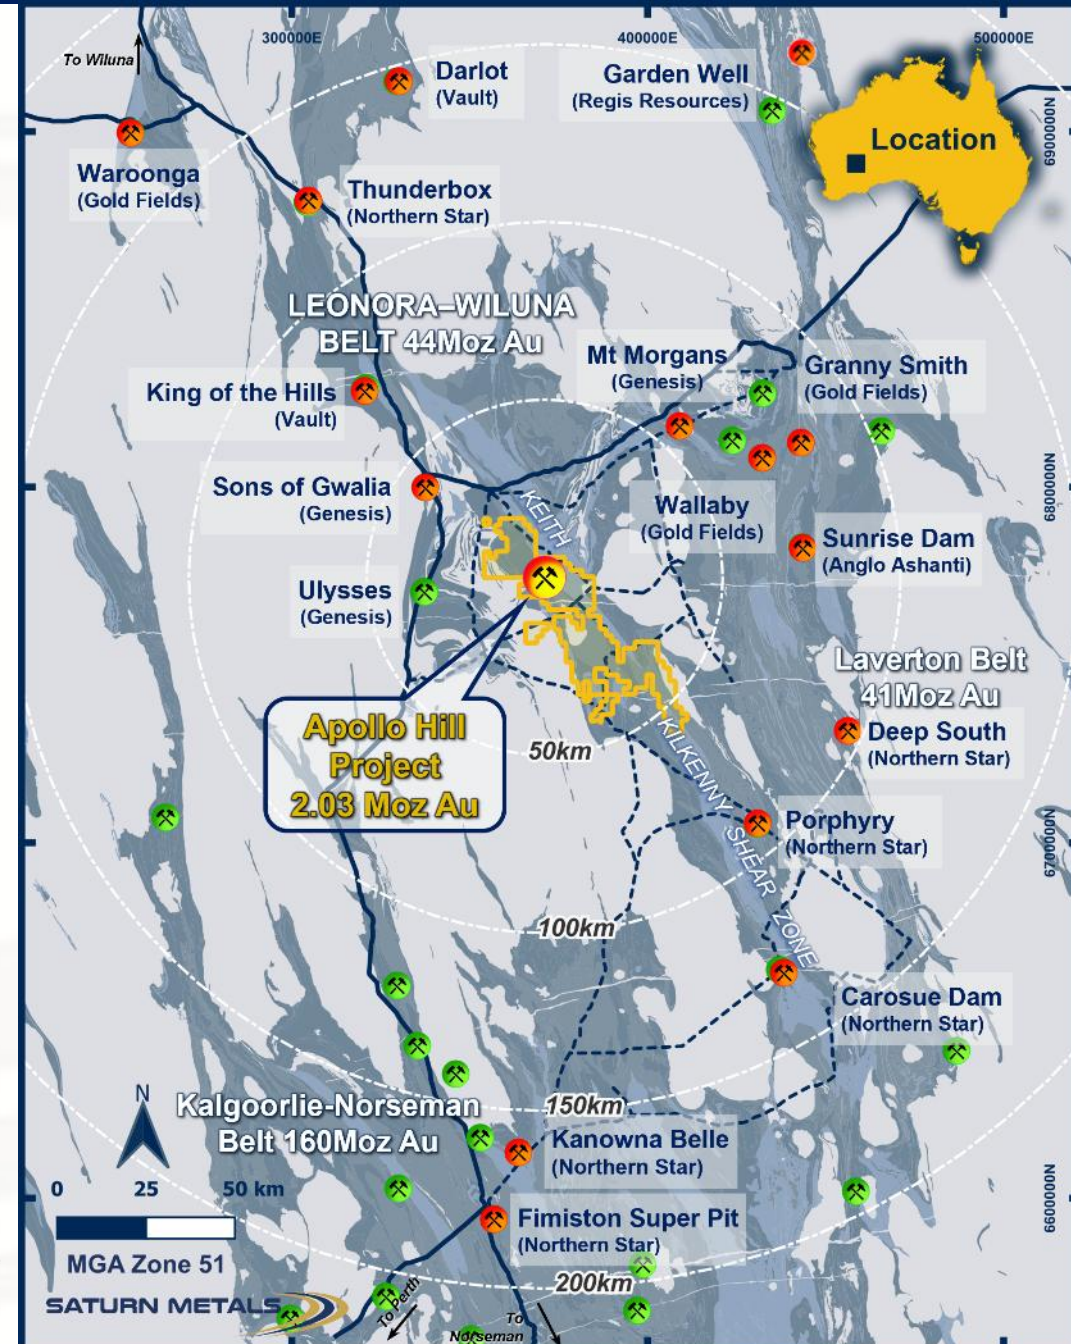 300000E
400000E
500000E
To Wiluna
Darlot
(Vault)
Garden Well
(Regis Resources)
Location
6900000N
Waroonga
(Gold Fields)
Thunderbox
(Northern Star)
LEONORA–WILUNA
BELT 44Moz Au
Mt Morgans
(Genesis)
Granny Smith
(Gold Fields)
King of the Hills
(Vault)
Sons of Gwalia
(Genesis)
KEITH
Wallaby
(Gold Fields)
6800000N
Sunrise Dam
(Anglo Ashanti)
Ulysses
(Genesis)
Laverton Belt
41Moz Au
Apollo Hill
Project
2.03 Moz Au
50km
KILKENNY SHEAR ZONE
Deep South
(Northern Star)
Porphyry
(Northern Star)
6700000N
100km
Carosue Dam
(Northern Star)
N
Kalgoorlie-Norseman
Belt 160Moz Au
150km
Kanowna Belle
(Northern Star)
0 25 50 km
6600000N
Fimiston Super Pit
(Northern Star)
MGA Zone 51
200km
SATURN METALS
To Perth
To
Norseman